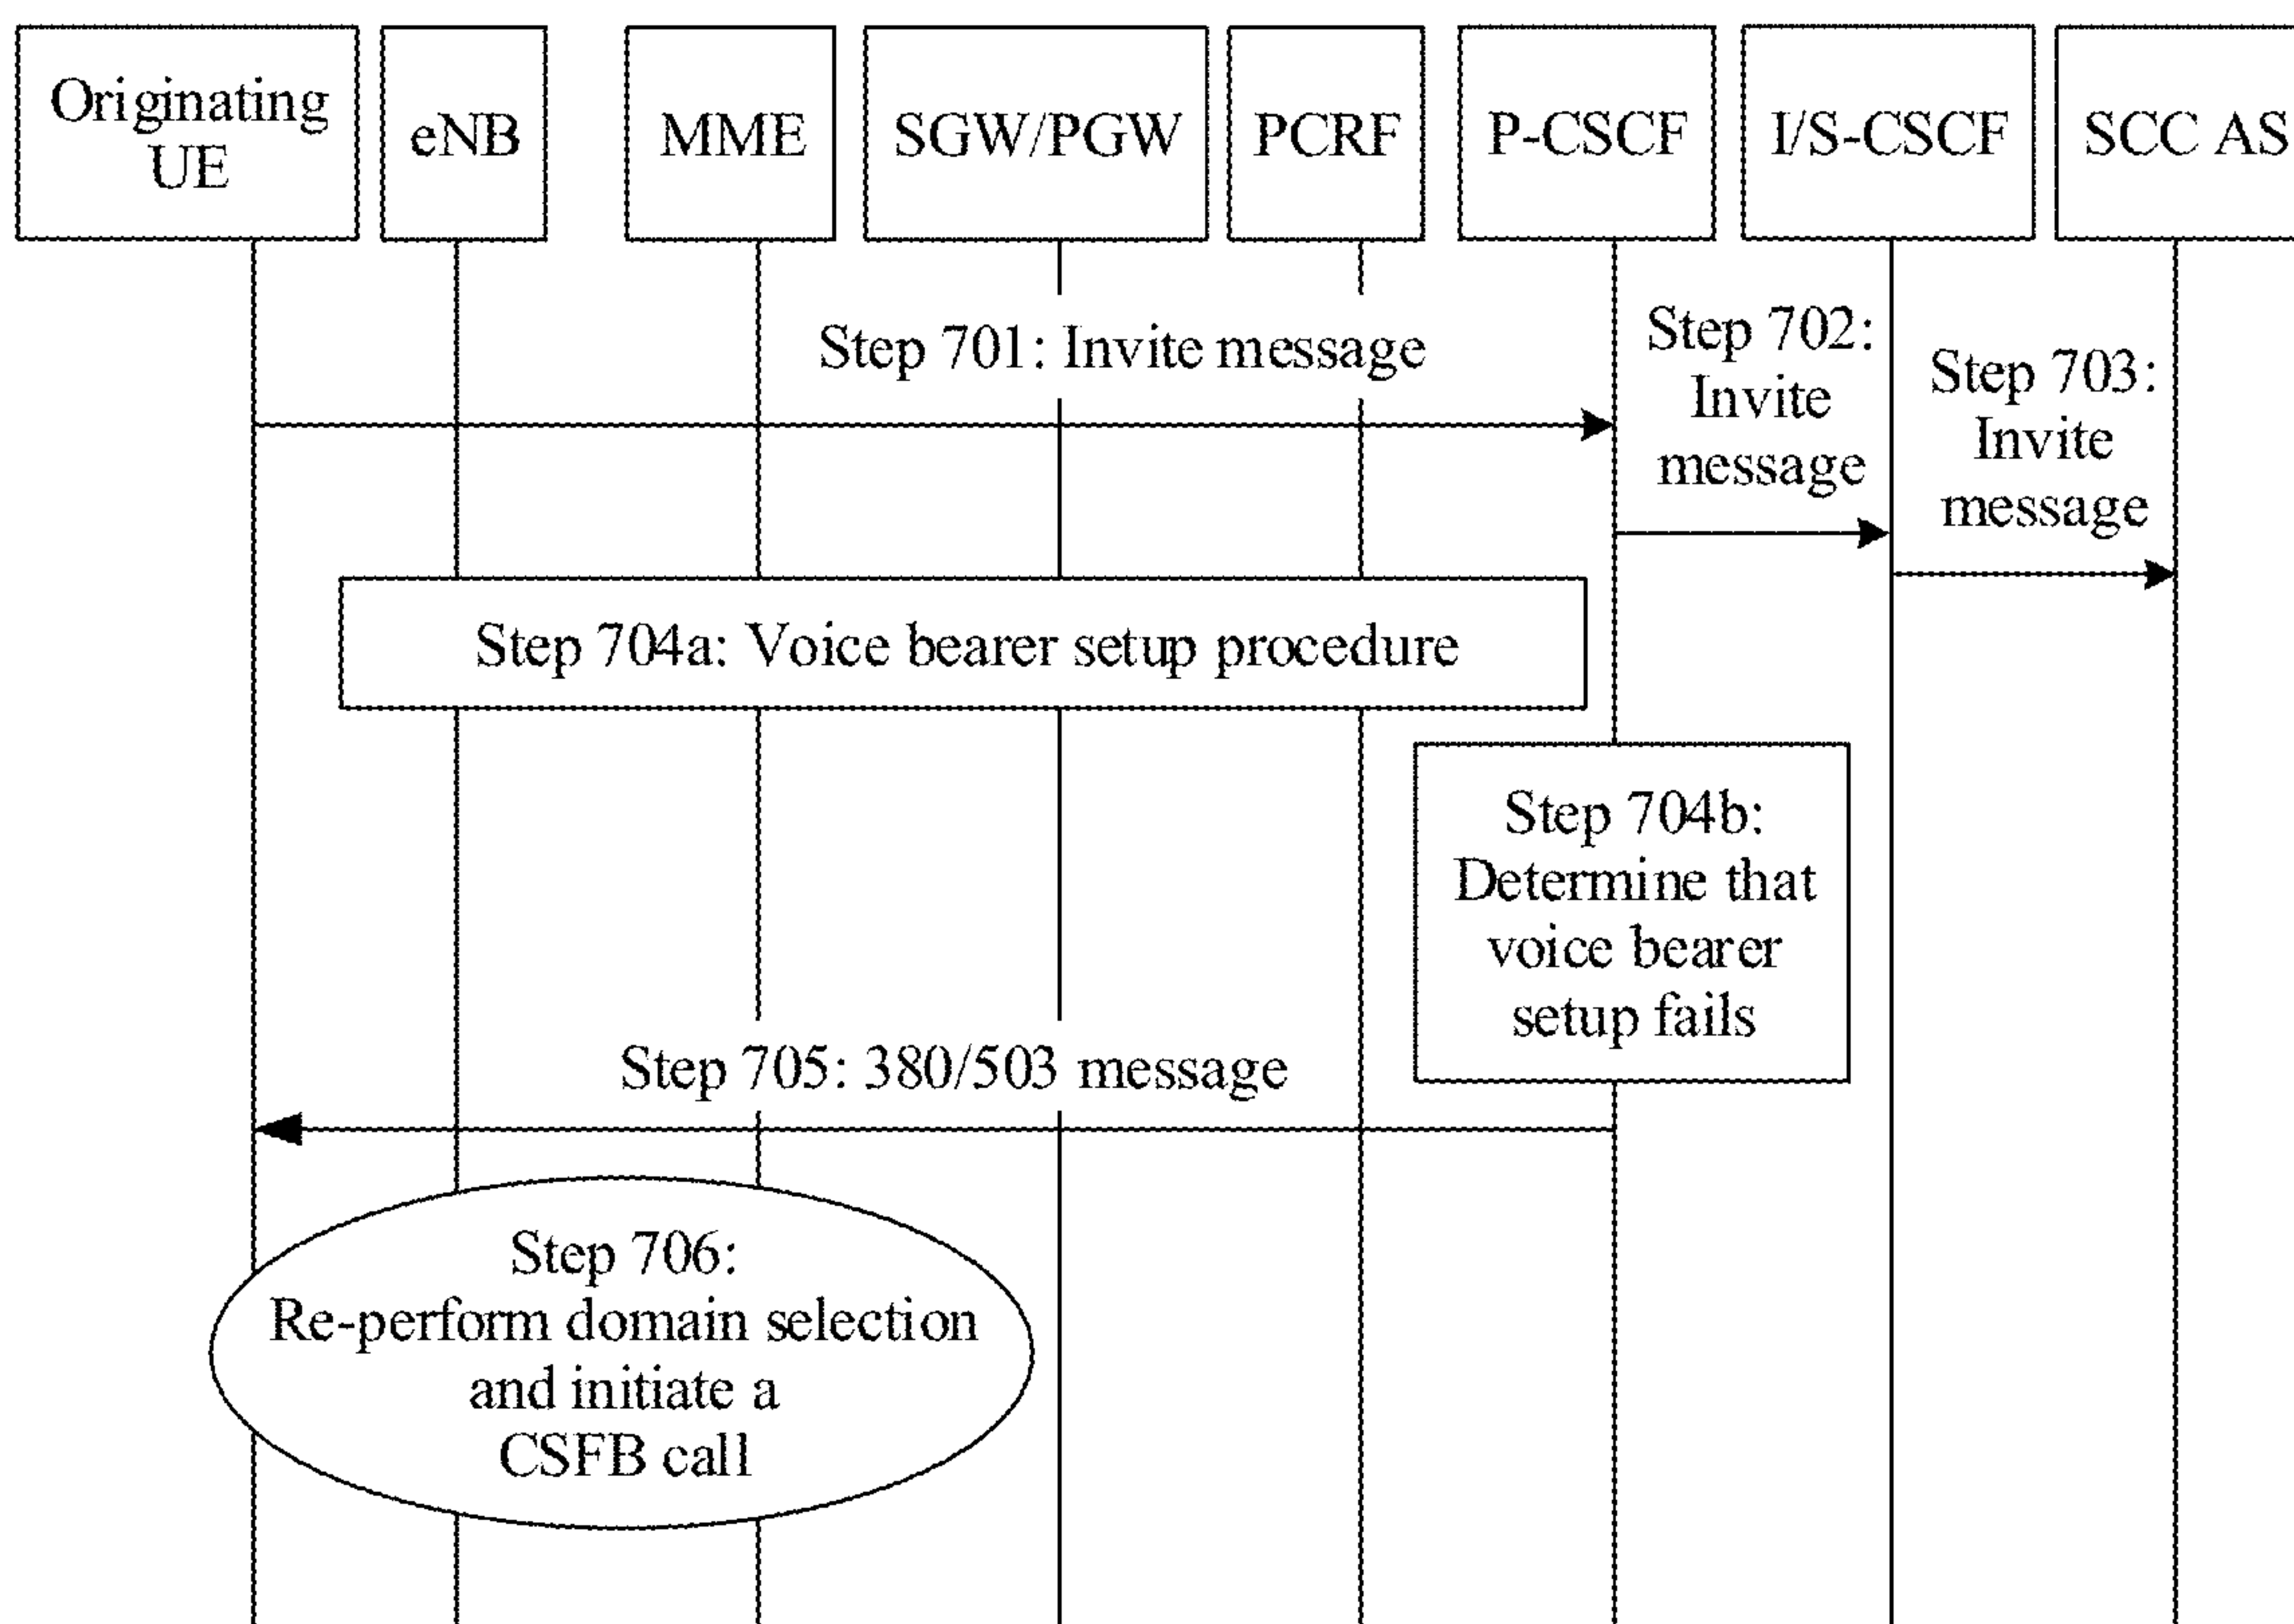 Originating
UE
eNB
MME
SGW/PGW
PCRF
P-CSCF
I/S-CSCF
SCC AS
Step 701: Invite message
Step 702:
Invite
message
Step 703:
Invite
message
Step 704a: Voice bearer setup procedure
Step 704b:
Determine that
voice bearer
setup fails
Step 705: 380/503 message
Step 706:
Re-perform domain selection
and initiate a
CSFB call